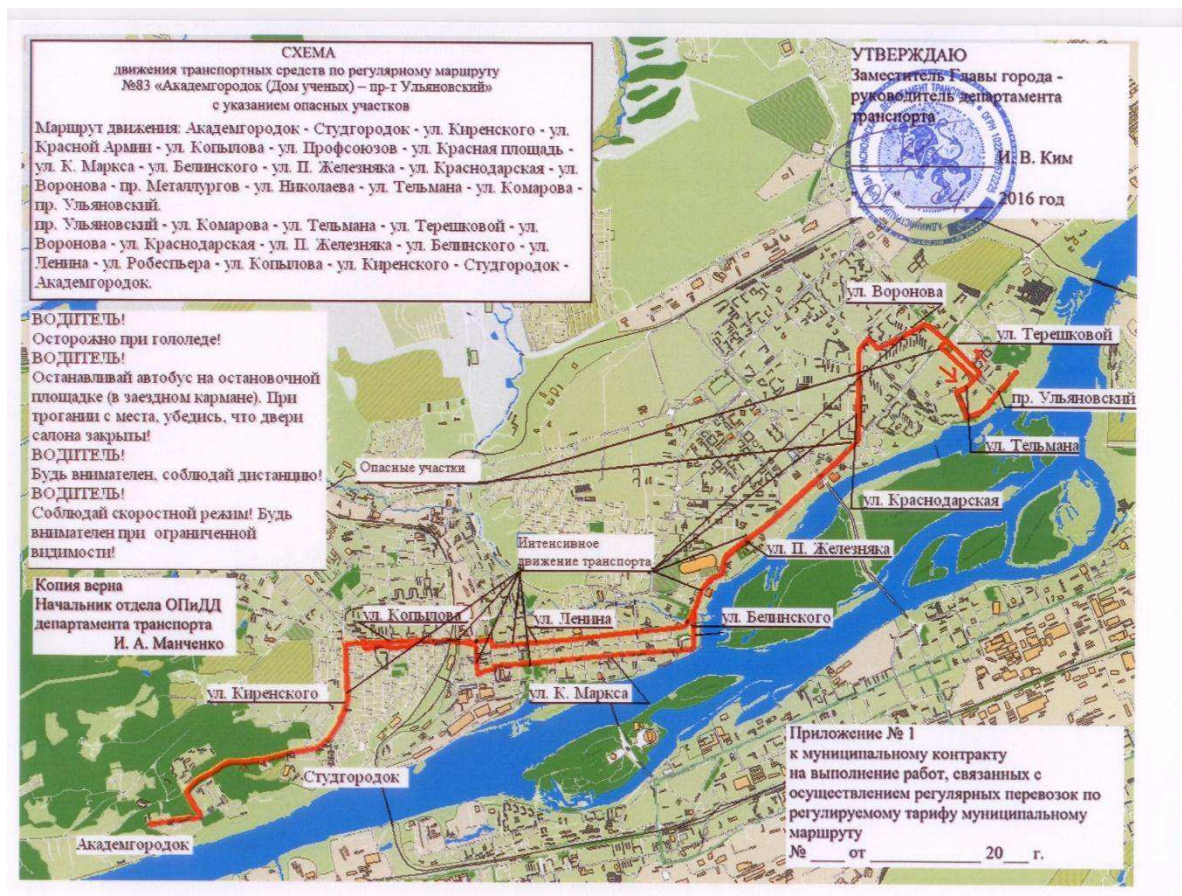 СХЕМА
движения транспортных средств по регулярному маршруту
№83 «Академгородок (Дом ученых) – пр-т Ульяновский»
с указанием опасных участков
Маршрут движения: Академгородок - Студгородок - ул. Киренского - ул.
Красной Армии - ул. Копылова - ул. Профсоюзов - ул. Красная площадь -
ул. К. Маркса - ул. Белинского - ул. П. Железняка - ул. Краснодарская - ул.
Воронова - пр. Металлургов - ул. Николаева - ул. Тельмана - ул. Комарова -
пр. Ульяновский.
пр. Ульяновский - ул. Комарова - ул. Тельмана - ул. Терешковой - ул.
Воронова - ул. Краснодарская - ул. П. Железняка - ул. Белинского - ул.
Ленина - ул. Робеспьера - ул. Копылова - ул. Киренского - Студгородок -
Академгородок.
УТВЕРЖДАЮ
Заместитель Главы города -
руководитель департамента
транспорта
И. В. Ким
2016 год
ВОДИТЕЛЬ!
Осторожно при гололеде!
ВОДИТЕЛЬ!
Останавливай автобус на остановочной
площадке (в заездном кармане). При
трогании с места, убедись, что двери
салона закрыты!
ВОДИТЕЛЬ!
Будь внимателен, соблюдай дистанцию!
ВОДИТЕЛЬ!
Соблюдай скоростной режим! Будь
внимателен при ограниченной
видимости!
Копия верна
Начальник отдела ОПиДД
департамента транспорта
И. А. Манченко
ул. Воронова
ул. Терешковой
пр. Ульяновский
ул. Тельмана
Опасные участки
ул. Краснодарская
Интенсивное
движение транспорта
ул. П. Железняка
ул. Копылова
ул. Ленина
ул. Белинского
ул. Киренского
ул. К. Маркса
Студгородок
Академгородок
Приложение № 1
к муниципальному контракту
на выполнение работ, связанных с
осуществлением регулярных перевозок по
регулируемому тарифу муниципальному
маршруту
№ ____ от ______________ 20___ г.